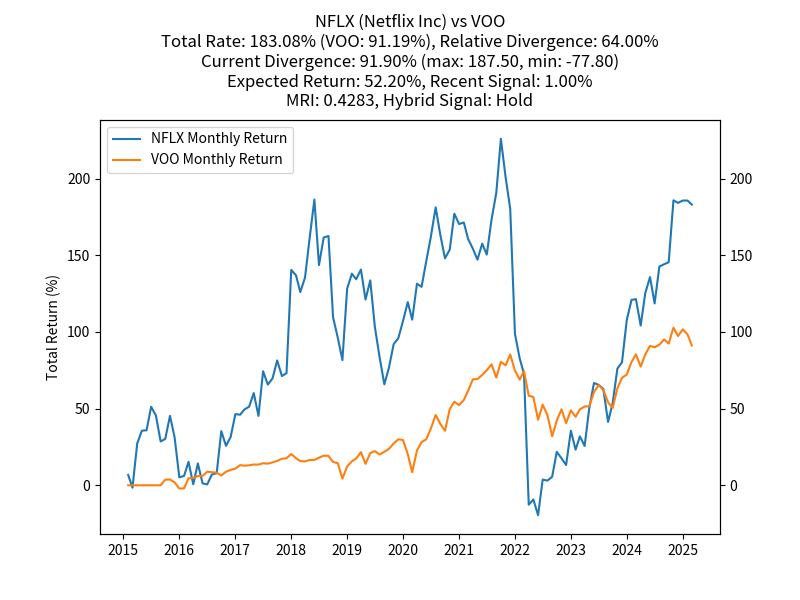 NFLX (Netflix Inc) vs VOO
Total Rate: 183.08% (VOO: 91.19%), Relative Divergence: 64.00%
Current Divergence: 91.90% (max: 187.50, min: -77.80)
Expected Return: 52.20%, Recent Signal: 1.00%
MRI: 0.4283, Hybrid Signal: Hold
NFLX Monthly Return
VOO Monthly Return
200 200
150 150
100 100
50 50
0 0
Total Return (%)
2015 2016 2017 2018 2019 2020 2021 2022 2023 2024 2025